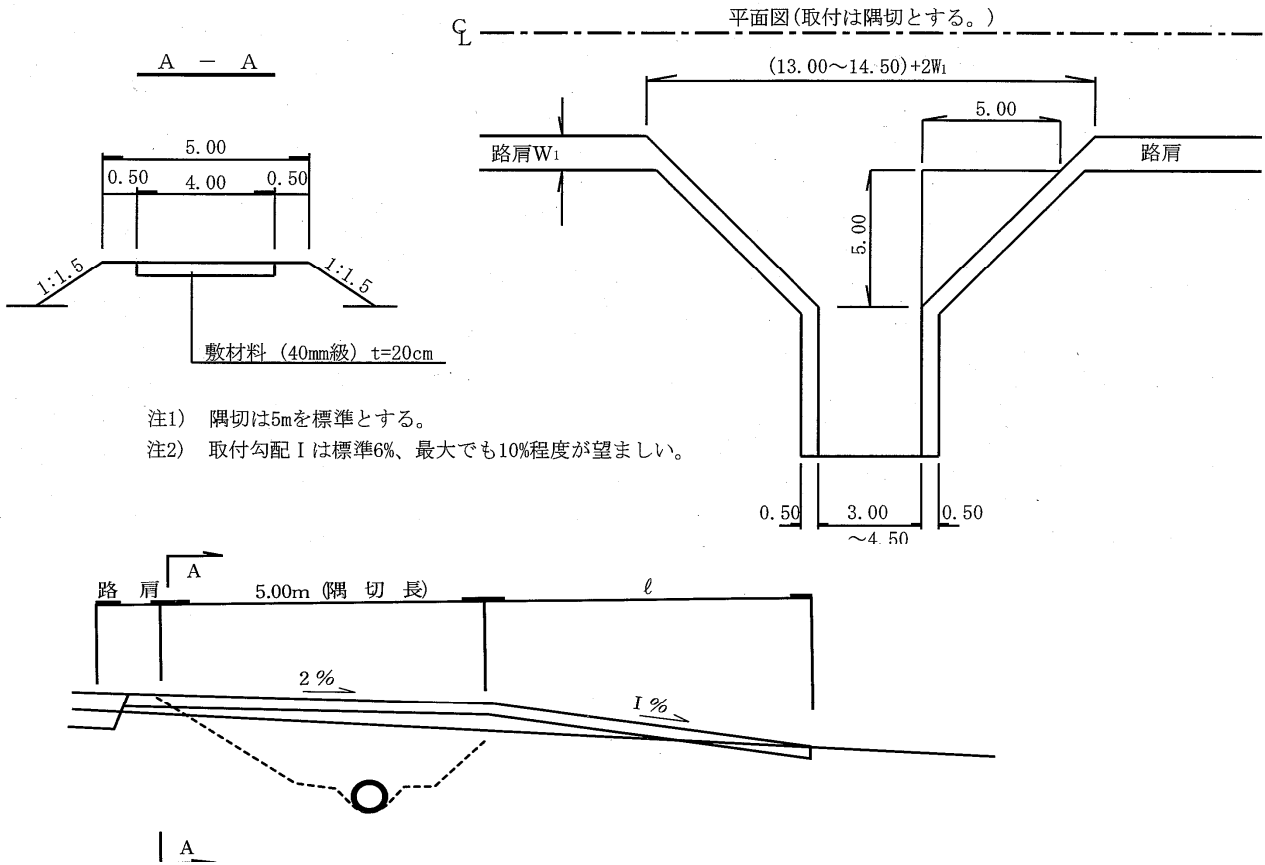 平面図(取付は隅切とする。)
CL
A － A
(13.00～14.50)+2W1
5.00
5.00
0.50 4.00 0.50
路肩W1
路肩
5.00
1:1.5
1:1.5
敷材料 (40mm級) t=20cm
注1) 隅切は5mを標準とする。
注2) 取付勾配Iは標準6%、最大でも10%程度が望ましい。
0.50 3.00 0.50
～4.50
A
路 肩 5.00m (隅 切 長) ℓ
2%
I%
A